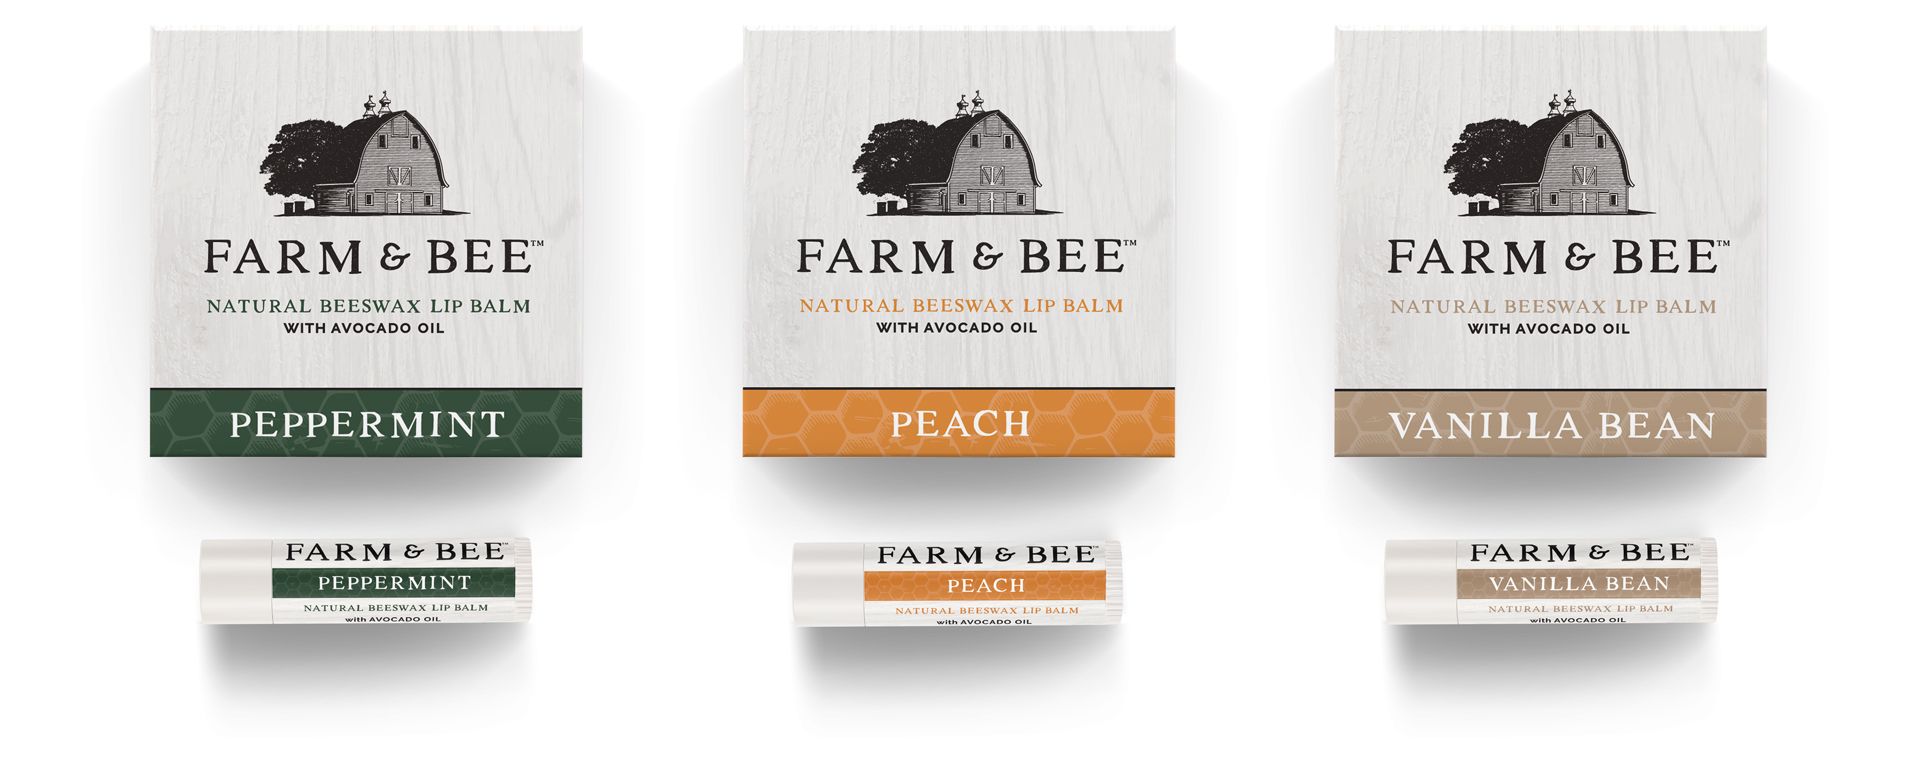 FARM & BEE™
NATURAL BEESWAX LIP BALM
WITH AVOCADO OIL
PEPPERMINT
FARM & BEE™
NATURAL BEESWAX LIP BALM
WITH AVOCADO OIL
PEACH
FARM & BEE™
NATURAL BEESWAX LIP BALM
WITH AVOCADO OIL
VANILLA BEAN
FARM & BEE™
PEPPERMINT
NATURAL BEESWAX LIP BALM
with AVOCADO OIL
FARM & BEE™
PEACH
NATURAL BEESWAX LIP BALM
with AVOCADO OIL
FARM & BEE™
VANILLA BEAN
NATURAL BEESWAX LIP BALM
with AVOCADO OIL